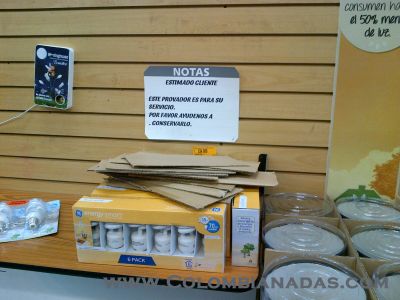 consumen ha
el 50% men
de luz.
NOTAS
ESTIMADO CLIENTE
ESTE PROVADOR ES PARA SU
SERVICIO.
POR FAVOR AYUDENOS A
. CONSERVARLO.
energy smart
6 PACK
www.Colombianadas.com